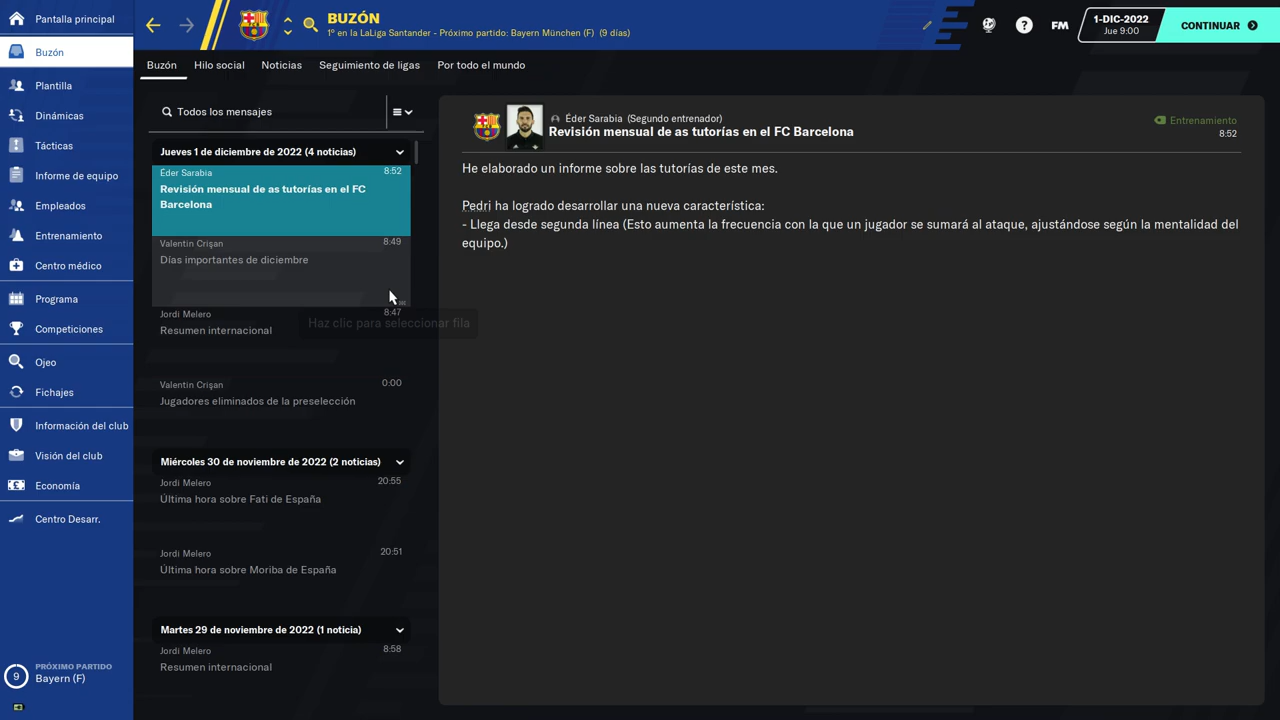 Pantalla principal
Buzón
Plantilla
Dinámicas
Tácticas
Informe de equipo
Empleados
Entrenamiento
Centro médico
Programa
Competiciones
Ojeo
Fichajes
Información del club
Visión del club
Economía
Centro Desarr.
9
PRÓXIMO PARTIDO
Bayern (F)
BUZÓN
1º en la LaLiga Santander - Próximo partido: Bayern München (F) (9 días)
FM
1-DIC-2022
Jue 9:00
CONTINUAR
Buzón
Hilo social
Noticias
Seguimiento de ligas
Por todo el mundo
Todos los mensajes
Jueves 1 de diciembre de 2022 (4 noticias)
Éder Sarabia 8:52
Revisión mensual de as tutorías en el FC
Barcelona
Valentin Crişan 8:49
Días importantes de diciembre
Jordi Melero 8:47
Resumen internacional
Haz clic para seleccionar fila
Valentin Crişan 0:00
Jugadores eliminados de la preselección
Miércoles 30 de noviembre de 2022 (2 noticias)
Jordi Melero 20:55
Última hora sobre Fati de España
Jordi Melero 20:51
Última hora sobre Moriba de España
Martes 29 de noviembre de 2022 (1 noticia)
Jordi Melero 8:58
Resumen internacional
Éder Sarabia (Segundo entrenador)
Revisión mensual de as tutorías en el FC Barcelona
Entrenamiento
8:52
He elaborado un informe sobre las tutorías de este mes.
Pedri ha logrado desarrollar una nueva característica:
- Llega desde segunda línea (Esto aumenta la frecuencia con la que un jugador se sumará al ataque, ajustándose según la mentalidad del
equipo.)